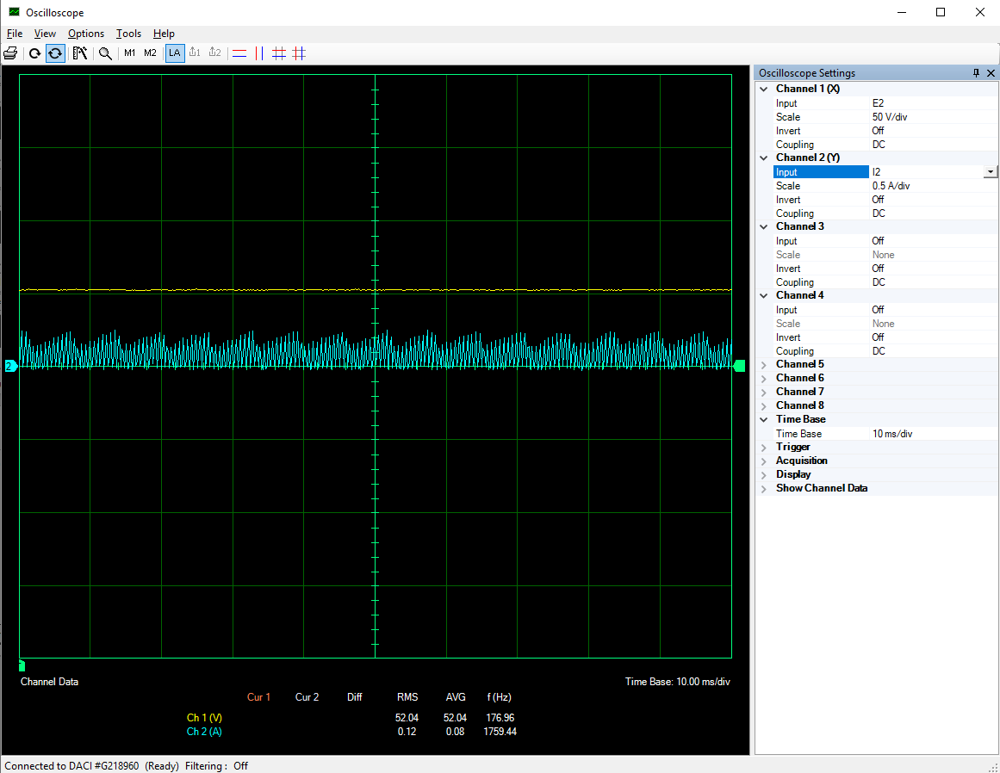 Oscilloscope
File View Options Tools Help
M1 M2 LA 1 2
Oscilloscope Settings
Channel 1 (X)
Input E2
Scale 50 V/div
Invert Off
Coupling DC
Channel 2 (Y)
Input I2
Scale 0.5 A/div
Invert Off
Coupling DC
Channel 3
Input Off
Scale None
Invert Off
Coupling DC
Channel 4
Input Off
Scale None
Invert Off
Coupling DC
Channel 5
Channel 6
Channel 7
Channel 8
Time Base
Time Base 10 ms/div
Trigger
Acquisition
Display
Show Channel Data
2
Channel Data Time Base: 10.00 ms/div
Cur 1 Cur 2 Diff RMS AVG f (Hz)
Ch 1 (V) 52.04 52.04 176.96
Ch 2 (A) 0.12 0.08 1759.44
Connected to DACI #G218960 (Ready) Filtering : Off